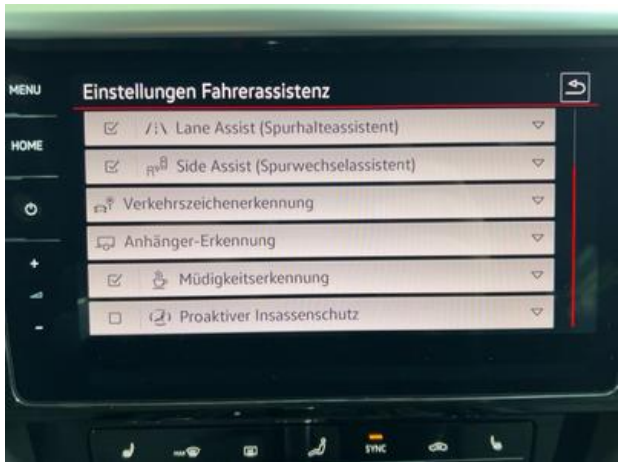 MENU
Einstellungen Fahrerassistenz
Lane Assist (Spurhalteassistent)
HOME
Side Assist (Spurwechselassistent)
Verkehrszeichenerkennung
Anhänger-Erkennung
+
Müdigkeitserkennung
-
Proaktiver Insassenschutz
SYNC